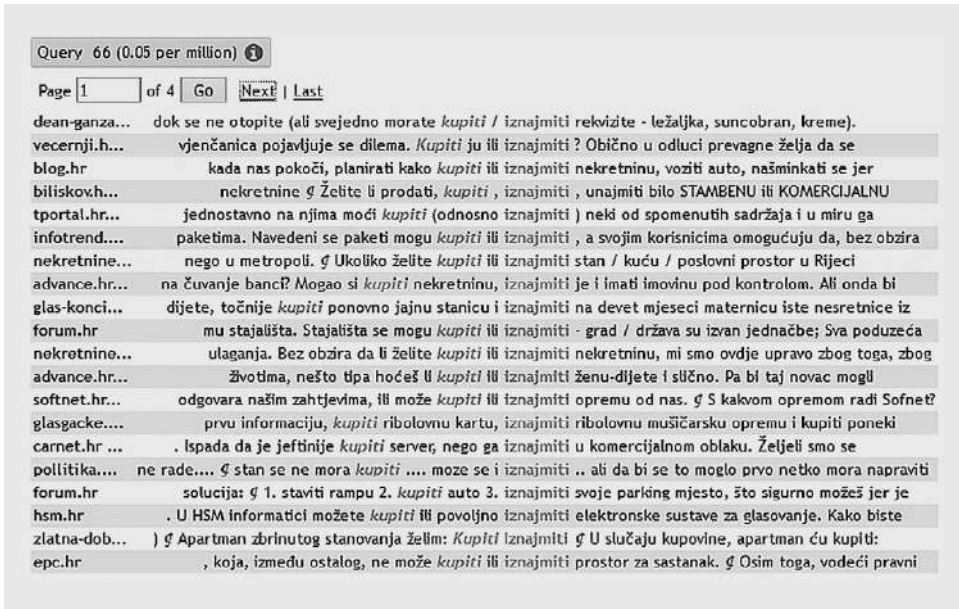 Query 66 (0.05 per million) i
Page 1 of 4 Go Next | Last
dean-ganza... dok se ne otopite (ali svejedno morate kupiti / iznajmiti rekvizite - ležaljka, suncobran, kreme).
vecernji.h... vjenčanica pojavljuje se dilema. Kupiti ju ili iznajmiti ? Obično u odluci prevagne želja da se
blog.hr kada nas pokoči, planirati kako kupiti ili iznajmiti nekretninu, voziti auto, našminkati se jer
biliskov.h... nekretnine ₡ Želite li prodati, kupiti , iznajmiti , unajmiti bilo STAMBENU ili KOMERCIJALNU
tportal.hr... jednostavno na njima moći kupiti (odnosno iznajmiti ) neki od spomenutih sadržaja i u miru ga
infotrend.... paketima. Navedeni se paketi mogu kupiti ili iznajmiti , a svojim korisnicima omogućuju da, bez obzira
nekretnine... nego u metropoli. ₡ Ukoliko želite kupiti ili iznajmiti stan / kuću / poslovni prostor u Rijeci
advance.hr... na čuvanje banci? Mogao si kupiti nekretninu, iznajmiti je i imati imovinu pod kontrolom. Ali onda bi
glas-konci... dijete, točnije kupiti ponovno jajnu stanicu i iznajmiti na devet mjeseci maternicu iste nesretnice iz
forum.hr mu stajališta. Stajališta se mogu kupiti ili iznajmiti - grad / država su izvan jednačbe; Sva poduzeća
nekretnine... ulaganja. Bez obzira da li želite kupiti ili iznajmiti nekretninu, mi smo ovdje upravo zbog toga, zbog
advance.hr... životima, nešto tipa hoćeš li kupiti ili iznajmiti ženu-dijete i slično. Pa bi taj novac mogli
softnet.hr... odgovara našim zahtjevima, ili može kupiti ili iznajmiti opremu od nas. ₡ S kakvom opremom radi Sofnet?
glasgacke.... prvu informaciju, kupiti ribolovnu kartu, iznajmiti ribolovnu mušičarsku opremu i kupiti poneki
carnet.hr ... . Ispada da je jeftinije kupiti server, nego ga iznajmiti u komercijalnom oblaku. Željeli smo se
pollitika.... ne rade.... ₡ stan se ne mora kupiti .... moze se i iznajmiti .. ali da bi se to moglo prvo netko mora napraviti
forum.hr solucija: ₡ 1. staviti rampu 2. kupiti auto 3. iznajmiti svoje parking mjesto, što sigurno možeš jer je
hsm.hr . U HSM informatici možete kupiti ili povoljno iznajmiti elektronske sustave za glasovanje. Kako biste
zlatna-dob... ) ₡ Apartman zbrinutog stanovanja želim: Kupiti Iznajmiti ₡ U slučaju kupovine, apartman ću kupiti:
epc.hr , koja, između ostalog, ne može kupiti ili iznajmiti prostor za sastanak. ₡ Osim toga, vodeći pravni